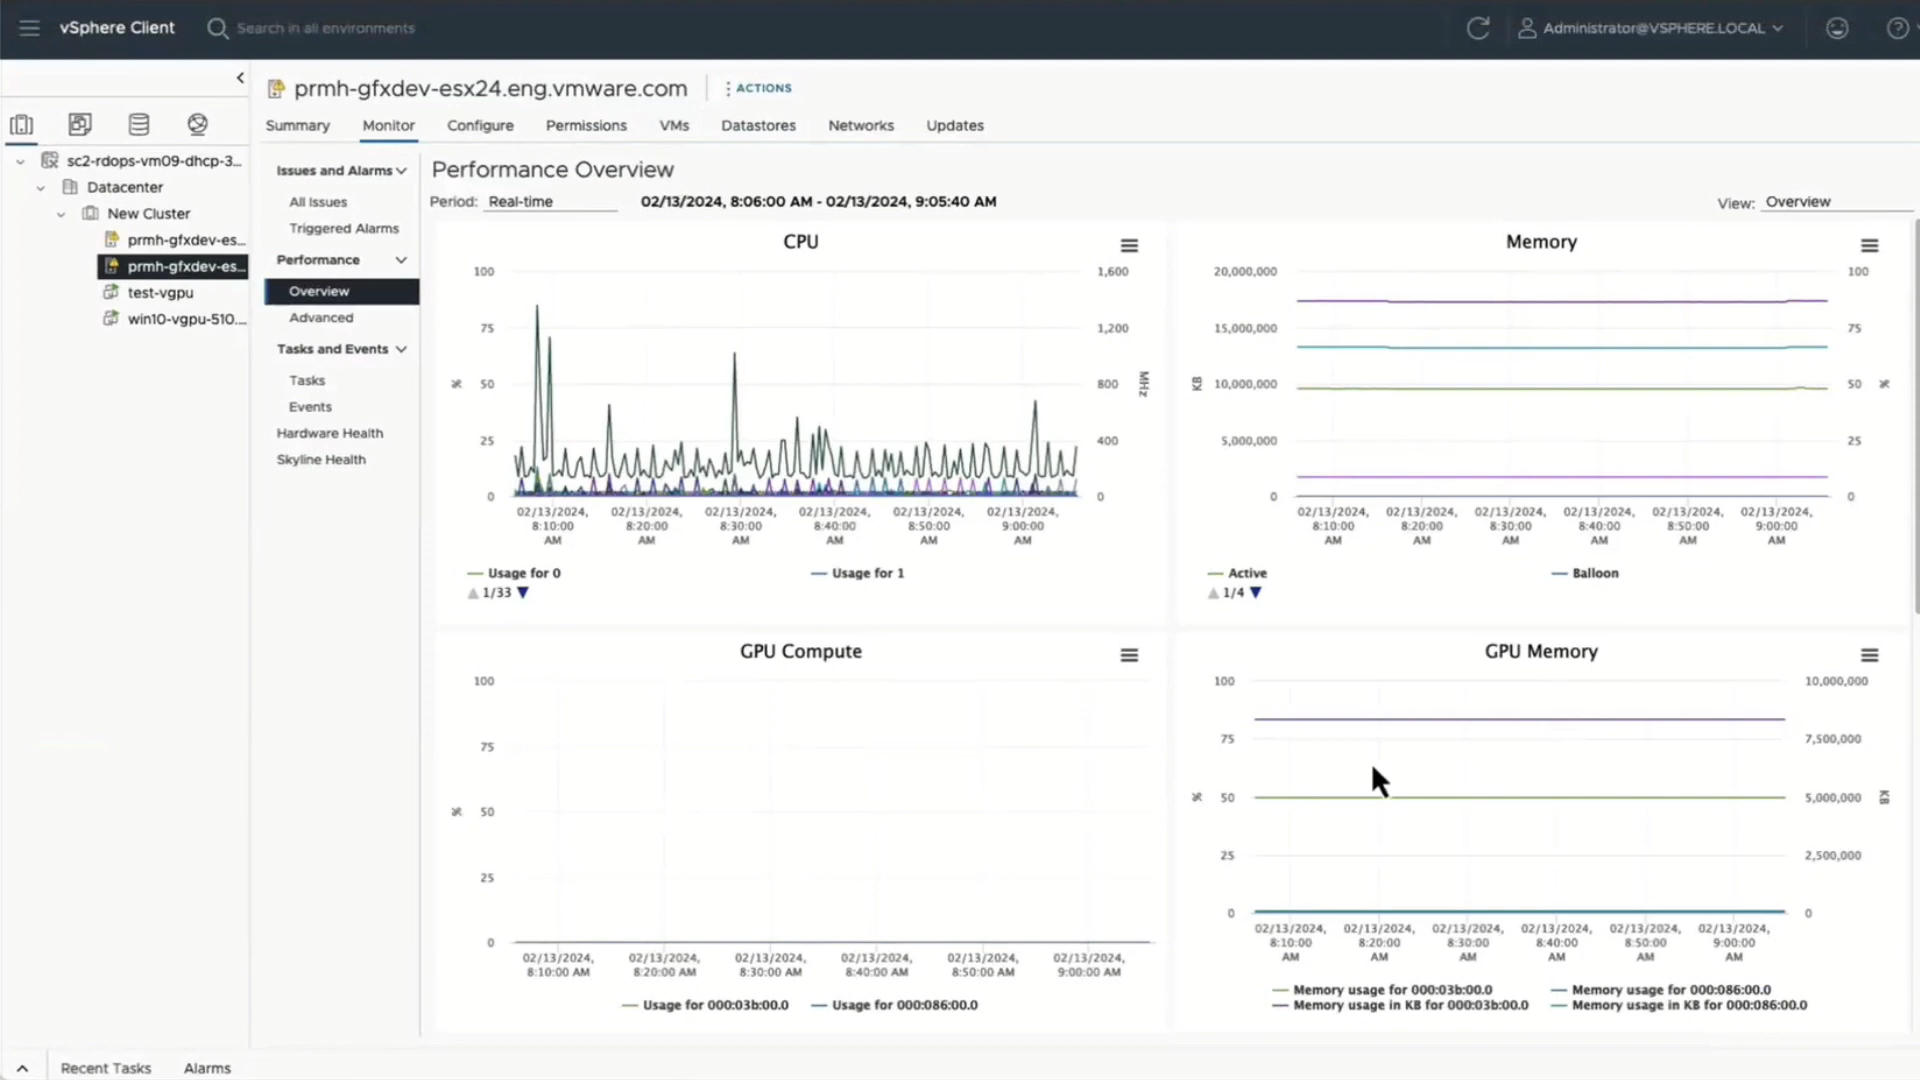 vSphere Client
Search in all environments
Administrator@VSPHERE.LOCAL
prmh-gfxdev-esx24.eng.vmware.com
ACTIONS
Summary
Monitor
Configure
Permissions
VMs
Datastores
Networks
Updates
sc2-rdops-vm09-dhcp-3...
Datacenter
New Cluster
prmh-gfxdev-es...
prmh-gfxdev-es...
test-vgpu
win10-vgpu-510....
Issues and Alarms
All Issues
Triggered Alarms
Performance
Overview
Advanced
Tasks and Events
Tasks
Events
Hardware Health
Skyline Health
Performance Overview
Period: Real-time
02/13/2024, 8:06:00 AM - 02/13/2024, 9:05:40 AM
View: Overview
CPU
100
75
50
25
0
%
1,600
1,200
800
400
0
MHz
02/13/2024, 8:10:00 AM
02/13/2024, 8:20:00 AM
02/13/2024, 8:30:00 AM
02/13/2024, 8:40:00 AM
02/13/2024, 8:50:00 AM
02/13/2024, 9:00:00 AM
Usage for 0
Usage for 1
1/33
Memory
20,000,000
15,000,000
10,000,000
5,000,000
0
KB
100
75
50
25
0
%
02/13/2024, 8:10:00 AM
02/13/2024, 8:20:00 AM
02/13/2024, 8:30:00 AM
02/13/2024, 8:40:00 AM
02/13/2024, 8:50:00 AM
02/13/2024, 9:00:00 AM
Active
Balloon
1/4
GPU Compute
100
75
50
25
0
%
02/13/2024, 8:10:00 AM
02/13/2024, 8:20:00 AM
02/13/2024, 8:30:00 AM
02/13/2024, 8:40:00 AM
02/13/2024, 8:50:00 AM
02/13/2024, 9:00:00 AM
Usage for 000:03b:00.0
Usage for 000:086:00.0
GPU Memory
100
75
50
25
0
%
10,000,000
7,500,000
5,000,000
2,500,000
0
KB
02/13/2024, 8:10:00 AM
02/13/2024, 8:20:00 AM
02/13/2024, 8:30:00 AM
02/13/2024, 8:40:00 AM
02/13/2024, 8:50:00 AM
02/13/2024, 9:00:00 AM
Memory usage for 000:03b:00.0
Memory usage for 000:086:00.0
Memory usage in KB for 000:03b:00.0
Memory usage in KB for 000:086:00.0
Recent Tasks
Alarms